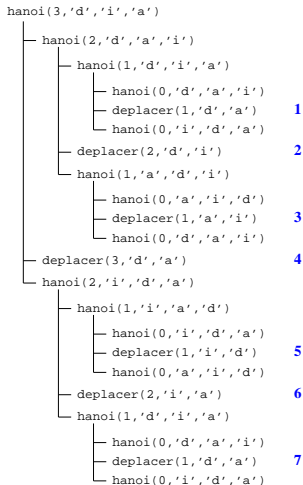 hanoi(3,'d','i','a')
hanoi(2,'d','a','i')
hanoi(1,'d','i','a')
hanoi(0,'d','a','i')
deplacer(1,'d','a') 1
hanoi(0,'i','d','a')
deplacer(2,'d','i') 2
hanoi(1,'a','d','i')
hanoi(0,'a','i','d')
deplacer(1,'a','i') 3
hanoi(0,'d','a','i')
deplacer(3,'d','a') 4
hanoi(2,'i','d','a')
hanoi(1,'i','a','d')
hanoi(0,'i','d','a')
deplacer(1,'i','d') 5
hanoi(0,'a','i','d')
deplacer(2,'i','a') 6
hanoi(1,'d','i','a')
hanoi(0,'d','a','i')
deplacer(1,'d','a') 7
hanoi(0,'i','d','a')